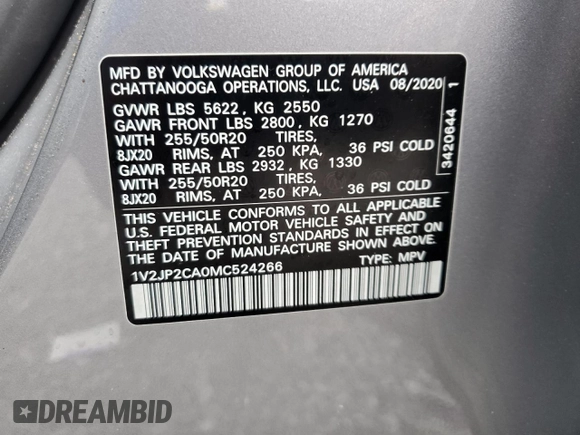 MFD BY VOLKSWAGEN GROUP OF AMERICA
CHATTANOOGA OPERATIONS, LLC. USA 08/2020
GVWR LBS 5622, KG 2550
GAWR FRONT LBS 2800, KG 1270
WITH 255/50R20 TIRES,
8JX20 RIMS, AT 250 KPA, 36 PSI COLD
GAWR REAR LBS 2932, KG 1330
WITH 255/50R20 TIRES,
8JX20 RIMS, AT 250 KPA, 36 PSI COLD
THIS VEHICLE CONFORMS TO ALL APPLICABLE
U.S. FEDERAL MOTOR VEHICLE SAFETY AND
THEFT PREVENTION STANDARDS IN EFFECT ON
THE DATE OF MANUFACTURE SHOWN ABOVE.
1V2JP2CA0MC524266 TYPE: MPV
3420644 1
DREAMBID